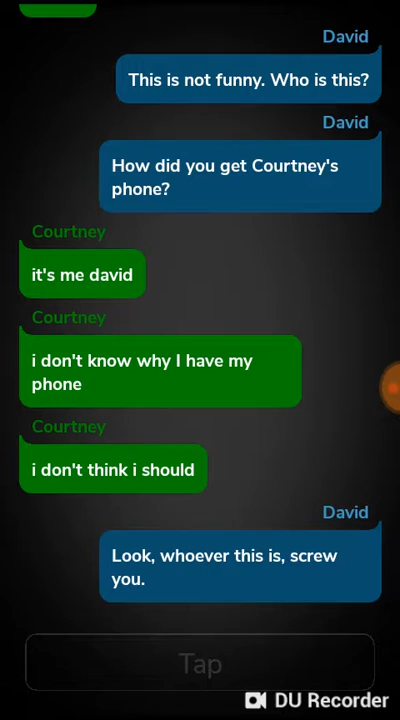 David
This is not funny. Who is this?
David
How did you get Courtney's
phone?
Courtney
it's me david
Courtney
i don't know why I have my
phone
Courtney
i don't think i should
David
Look, whoever this is, screw
you.
Tap
DU Recorder